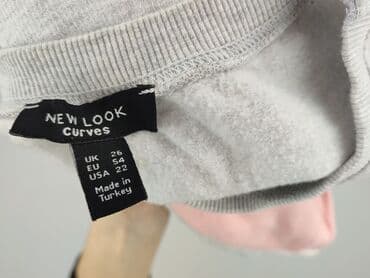 NEW LOOK
curves
UK 26
EU 54
USA 22
Made in
Turkey